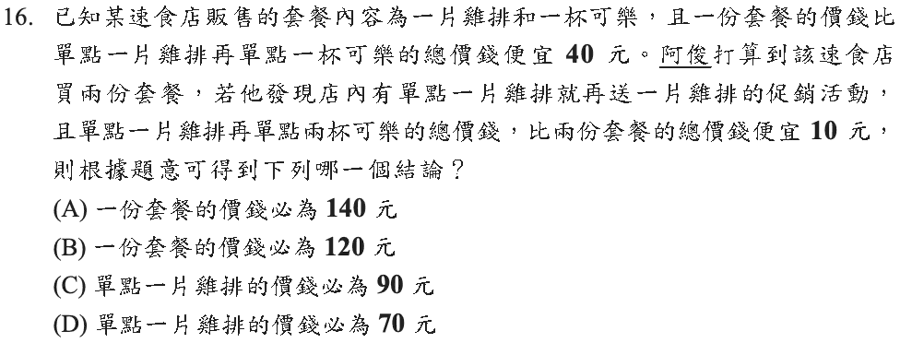 16. 已知某速食店販售的套餐內容為一片雞排和一杯可樂，且一份套餐的價錢比
單點一片雞排再單點一杯可樂的總價錢便宜 40 元。阿俊打算到該速食店
買兩份套餐，若他發現店內有單點一片雞排就再送一片雞排的促銷活動，
且單點一片雞排再單點兩杯可樂的總價錢，比兩份套餐的總價錢便宜 10 元，
則根據題意可得到下列哪一個結論？
(A) 一份套餐的價錢必為 140 元
(B) 一份套餐的價錢必為 120 元
(C) 單點一片雞排的價錢必為 90 元
(D) 單點一片雞排的價錢必為 70 元